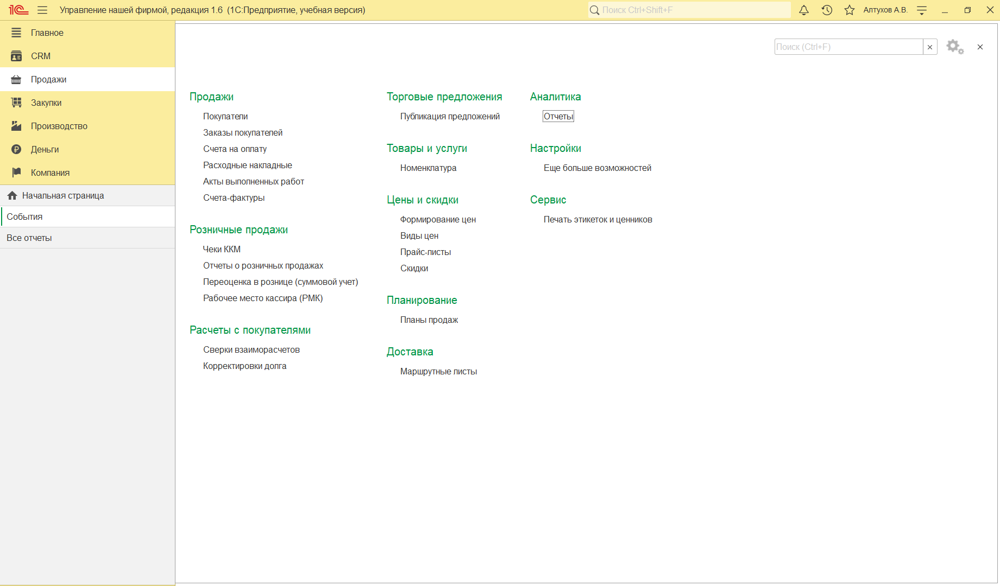 1С Управление нашей фирмой, редакция 1.6 (1С:Предприятие, учебная версия) Поиск Ctrl+Shift+F Алтухов А.В.
Главное
CRM
Продажи
Закупки
Производство
Деньги
Компания
Начальная страница
События
Все отчеты
Поиск (Ctrl+F)
Продажи
Покупатели
Заказы покупателей
Счета на оплату
Расходные накладные
Акты выполненных работ
Счета-фактуры
Розничные продажи
Чеки ККМ
Отчеты о розничных продажах
Переоценка в рознице (суммовой учет)
Рабочее место кассира (РМК)
Расчеты с покупателями
Сверки взаиморасчетов
Корректировки долга
Торговые предложения
Публикация предложений
Товары и услуги
Номенклатура
Цены и скидки
Формирование цен
Виды цен
Прайс-листы
Скидки
Планирование
Планы продаж
Доставка
Маршрутные листы
Аналитика
Отчеты
Настройки
Еще больше возможностей
Сервис
Печать этикеток и ценников